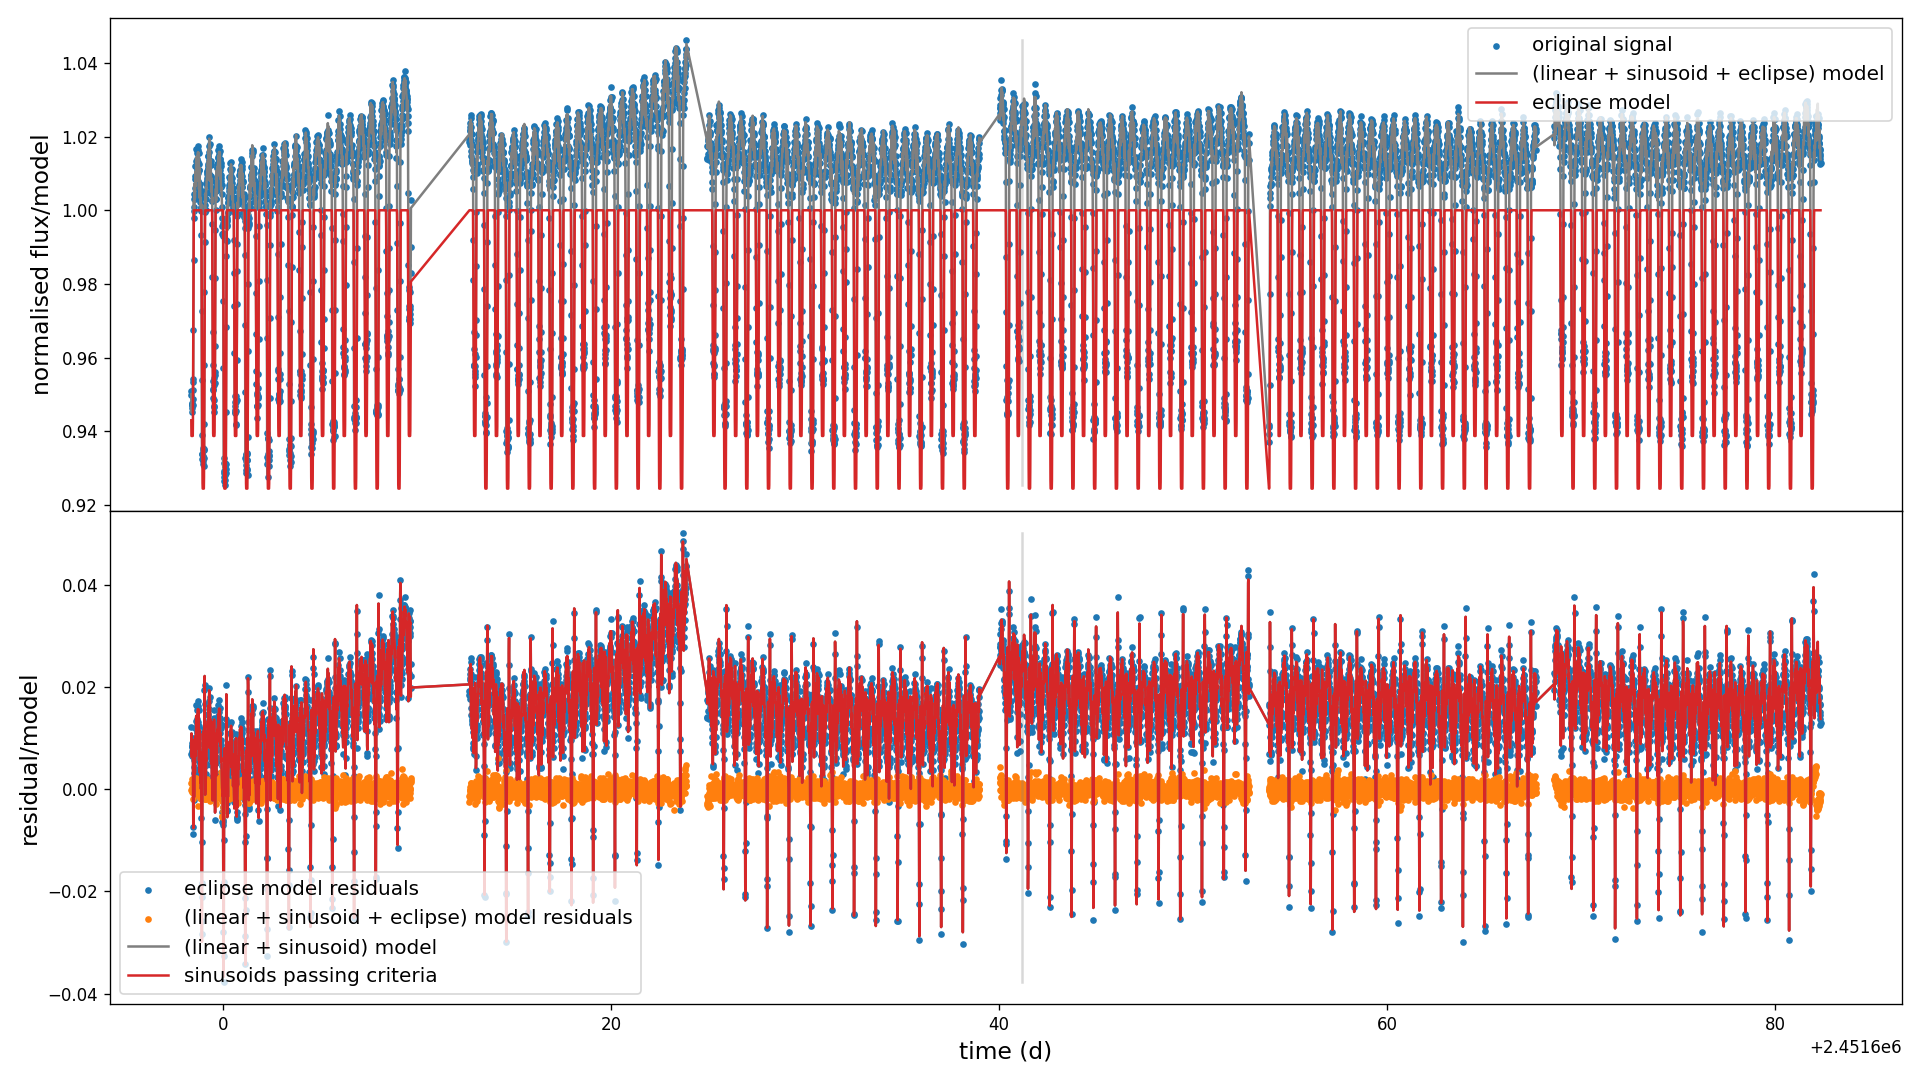 original signal
(linear + sinusoid + eclipse) model
eclipse model
normalised flux/model
1.04
1.02
1.00
0.98
0.96
0.94
0.92
residual/model
0.04
0.02
0.00
−0.02
−0.04
eclipse model residuals
(linear + sinusoid + eclipse) model residuals
(linear + sinusoid) model
sinusoids passing criteria
0 20 40 60 80
time (d)
+2.4516e6